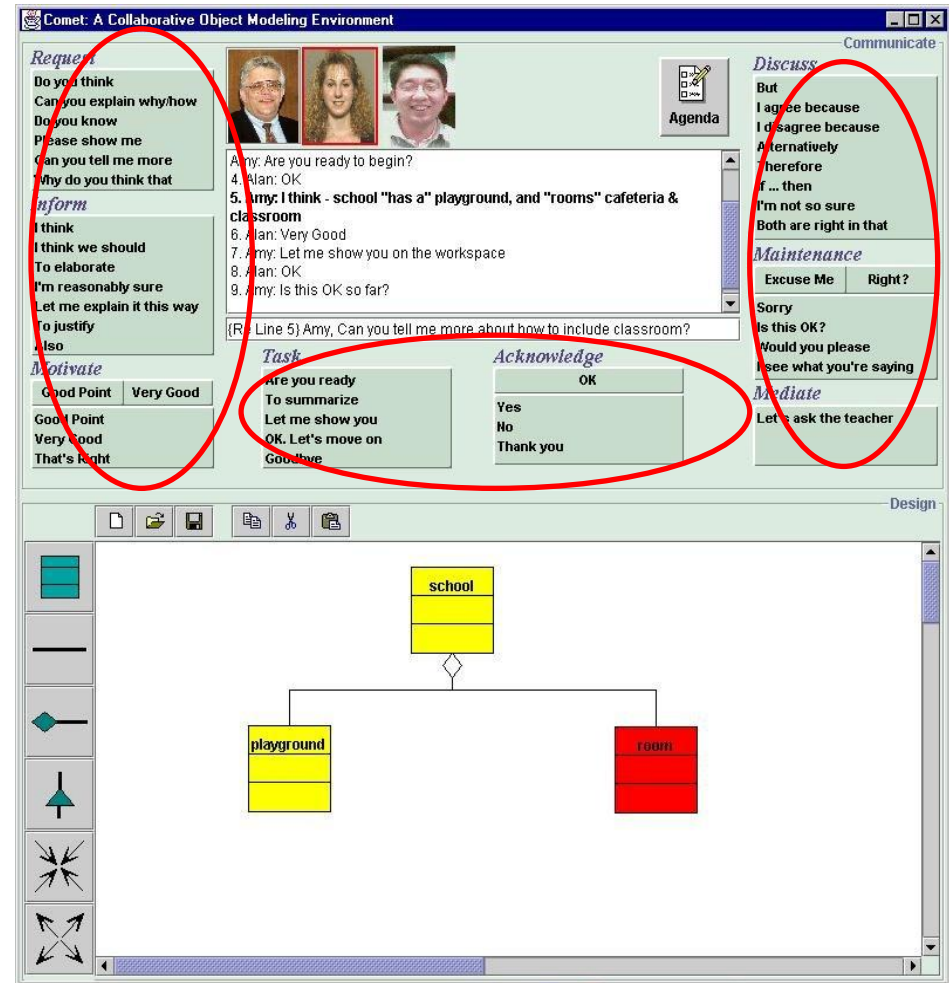 Comet: A Collaborative Object Modeling Environment
Communicate
Request
Do you think
Can you explain why/how
Do you know
Please show me
Can you tell me more
Why do you think that
Inform
I think
I think we should
To elaborate
I'm reasonably sure
Let me explain it this way
To justify
Also
Motivate
Good Point
Very Good
Good Point
Very Good
That's Right
Agenda
Amy: Are you ready to begin?
4. Alan: OK
5. Amy: I think - school "has a" playground, and "rooms" cafeteria &
classroom
6. Alan: Very Good
7. Amy: Let me show you on the workspace
8. Alan: OK
9. Amy: Is this OK so far?
{Re Line 5} Amy, Can you tell me more about how to include classroom?
Task
Are you ready
To summarize
Let me show you
OK. Let's move on
Goodbye
Acknowledge
OK
Yes
No
Thank you
Discuss
But
I agree because
I disagree because
Alternatively
Therefore
If ... then
I'm not so sure
Both are right in that
Maintenance
Excuse Me
Right?
Sorry
Is this OK?
Would you please
I see what you're saying
Mediate
Let's ask the teacher
Design
school
playground
room